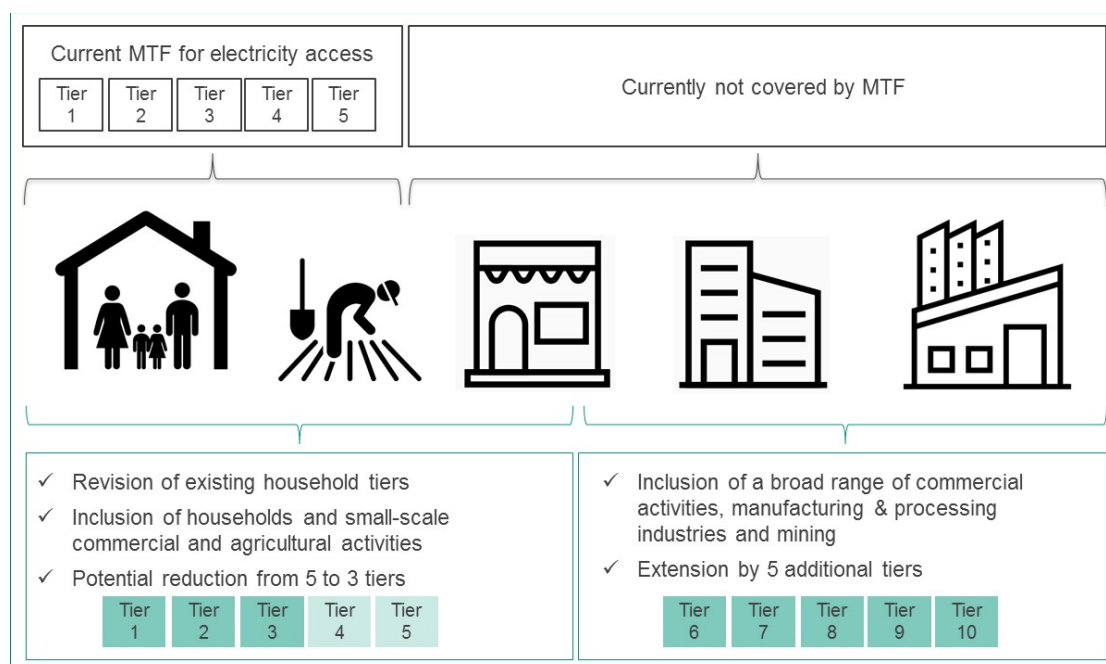 Current MTF for electricity access
Tier 1
Tier 2
Tier 3
Tier 4
Tier 5
Currently not covered by MTF
✓ Revision of existing household tiers
✓ Inclusion of households and small-scale
commercial and agricultural activities
✓ Potential reduction from 5 to 3 tiers
Tier 1
Tier 2
Tier 3
Tier 4
Tier 5
✓ Inclusion of a broad range of commercial
activities, manufacturing & processing
industries and mining
✓ Extension by 5 additional tiers
Tier 6
Tier 7
Tier 8
Tier 9
Tier 10